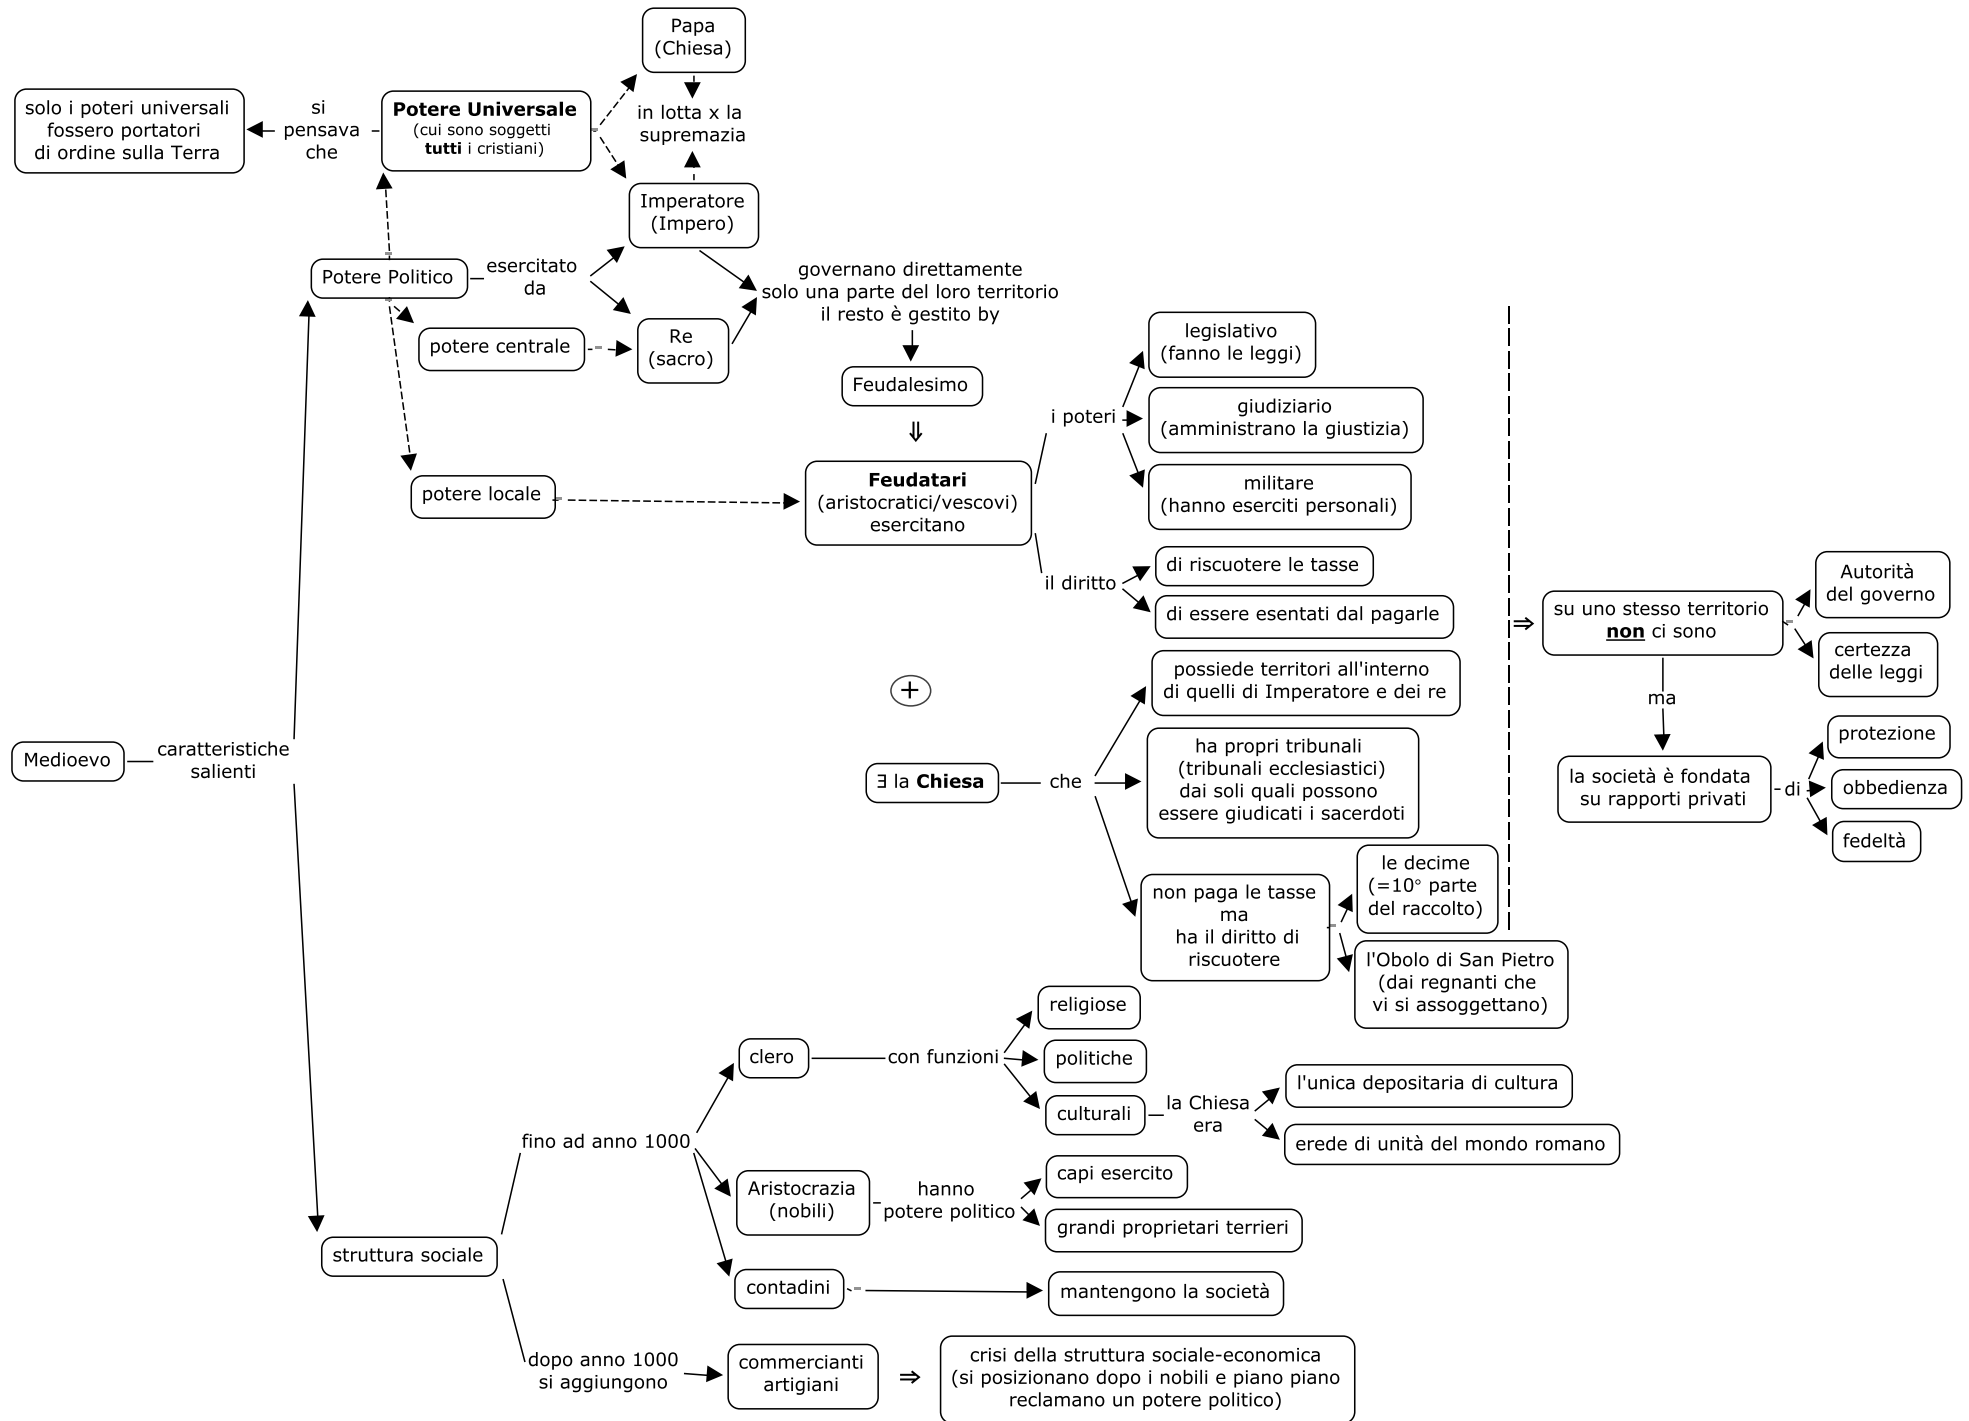 Papa
(Chiesa)
solo i poteri universali
fossero portatori
di ordine sulla Terra
si
pensava
che
Potere Universale
(cui sono soggetti
tutti i cristiani)
in lotta x la
supremazia
Imperatore
(Impero)
Potere Politico
esercitato
da
governano direttamente
solo una parte del loro territorio
il resto è gestito by
potere centrale
Re
(sacro)
Feudalesimo
⇓
potere locale
Feudatari
(aristocratici/vescovi)
esercitano
i poteri
legislativo
(fanno le leggi)
giudiziario
(amministrano la giustizia)
militare
(hanno eserciti personali)
il diritto
di riscuotere le tasse
di essere esentati dal pagarle
⇒
su uno stesso territorio
non ci sono
Autorità
del governo
certezza
delle leggi
ma
la società è fondata
su rapporti privati
di
protezione
obbedienza
fedeltà
+
Medioevo
caratteristiche
salienti
∃ la Chiesa
che
possiede territori all'interno
di quelli di Imperatore e dei re
ha propri tribunali
(tribunali ecclesiastici)
dai soli quali possono
essere giudicati i sacerdoti
non paga le tasse
ma
ha il diritto di
riscuotere
le decime
(=10° parte
del raccolto)
l'Obolo di San Pietro
(dai regnanti che
vi si assoggettano)
struttura sociale
fino ad anno 1000
clero
con funzioni
religiose
politiche
culturali
la Chiesa
era
l'unica depositaria di cultura
erede di unità del mondo romano
Aristocrazia
(nobili)
hanno
potere politico
capi esercito
grandi proprietari terrieri
contadini
mantengono la società
dopo anno 1000
si aggiungono
commercianti
artigiani
⇒
crisi della struttura sociale-economica
(si posizionano dopo i nobili e piano piano
reclamano un potere politico)